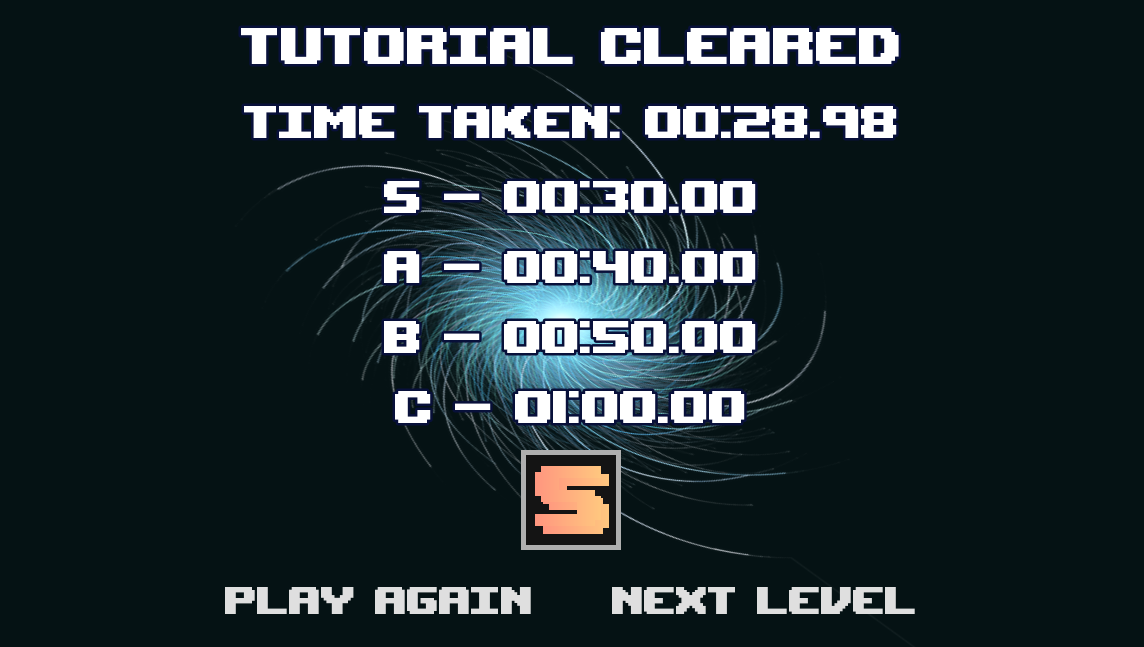 TUTORIAL CLEARED
TIME TAKEN: 00:28.98
S - 00:30.00
A - 00:40.00
B - 00:50.00
C - 01:00.00
S
PLAY AGAIN NEXT LEVEL